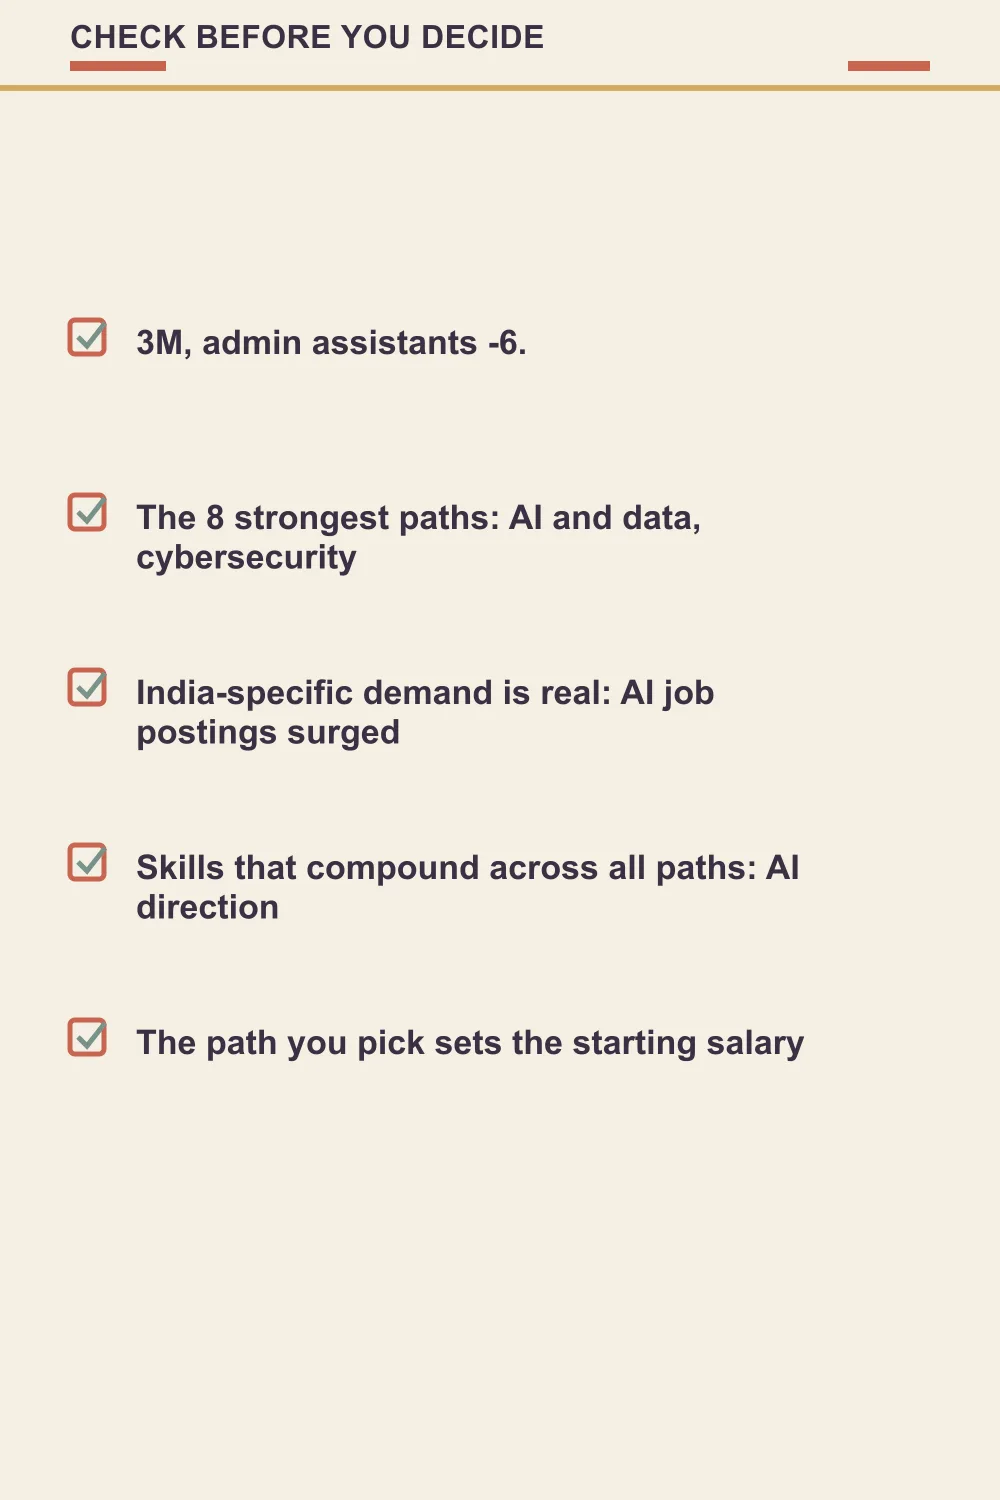 CHECK BEFORE YOU DECIDE
3M, admin assistants -6.
The 8 strongest paths: AI and data,
cybersecurity
India-specific demand is real: AI job
postings surged
Skills that compound across all paths: AI
direction
The path you pick sets the starting salary